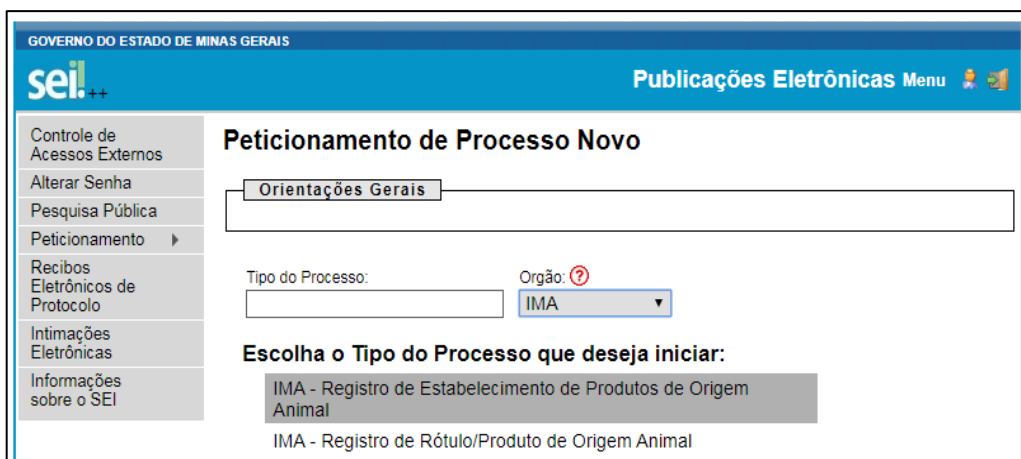 GOVERNO DO ESTADO DE MINAS GERAIS
sei!++
Publicações Eletrônicas Menu
Controle de
Acessos Externos
Alterar Senha
Pesquisa Pública
Peticionamento
Recibos
Eletrônicos de
Protocolo
Intimações
Eletrônicas
Informações
sobre o SEI
Peticionamento de Processo Novo
Orientações Gerais
Tipo do Processo:
Orgão: ?
IMA
Escolha o Tipo do Processo que deseja iniciar:
IMA - Registro de Estabelecimento de Produtos de Origem
Animal
IMA - Registro de Rótulo/Produto de Origem Animal